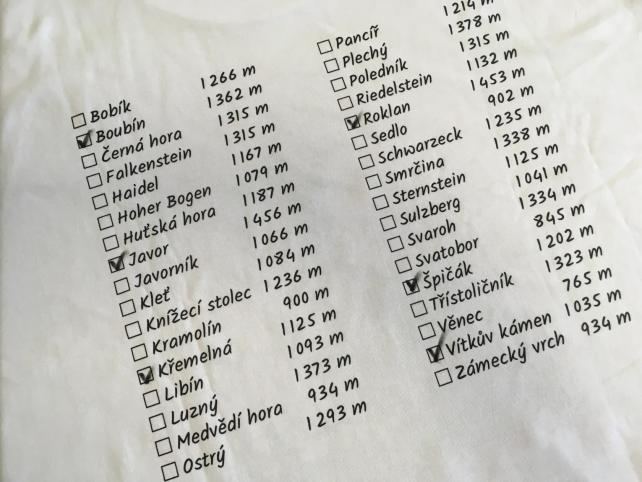 ☐ Bobík 1266 m
☑ Boubín 1362 m
☐ Černá hora 1315 m
☐ Falkenstein 1315 m
☐ Haidel 1167 m
☐ Hoher Bogen 1079 m
☐ Huťská hora 1187 m
☑ Javor 1456 m
☐ Javorník 1066 m
☐ Kleť 1084 m
☐ Knížecí stolec 1236 m
☐ Kramolín 900 m
☑ Křemelná 1125 m
☐ Libín 1093 m
☐ Luzný 1373 m
☐ Medvědí hora 934 m
☐ Ostrý 1293 m
☐ Pancíř 1214 m
☐ Plechý 1378 m
☐ Poledník 1315 m
☐ Riedelstein 1132 m
☑ Roklan 1453 m
☐ Sedlo 902 m
☐ Schwarzeck 1235 m
☐ Smrčina 1338 m
☐ Sternstein 1125 m
☐ Sulzberg 1041 m
☐ Svaroh 1334 m
☐ Svatobor 845 m
☑ Špičák 1202 m
☐ Třístoličník 1323 m
☐ Věnec 765 m
☑ Vítkův kámen 1035 m
☐ Zámecký vrch 934 m